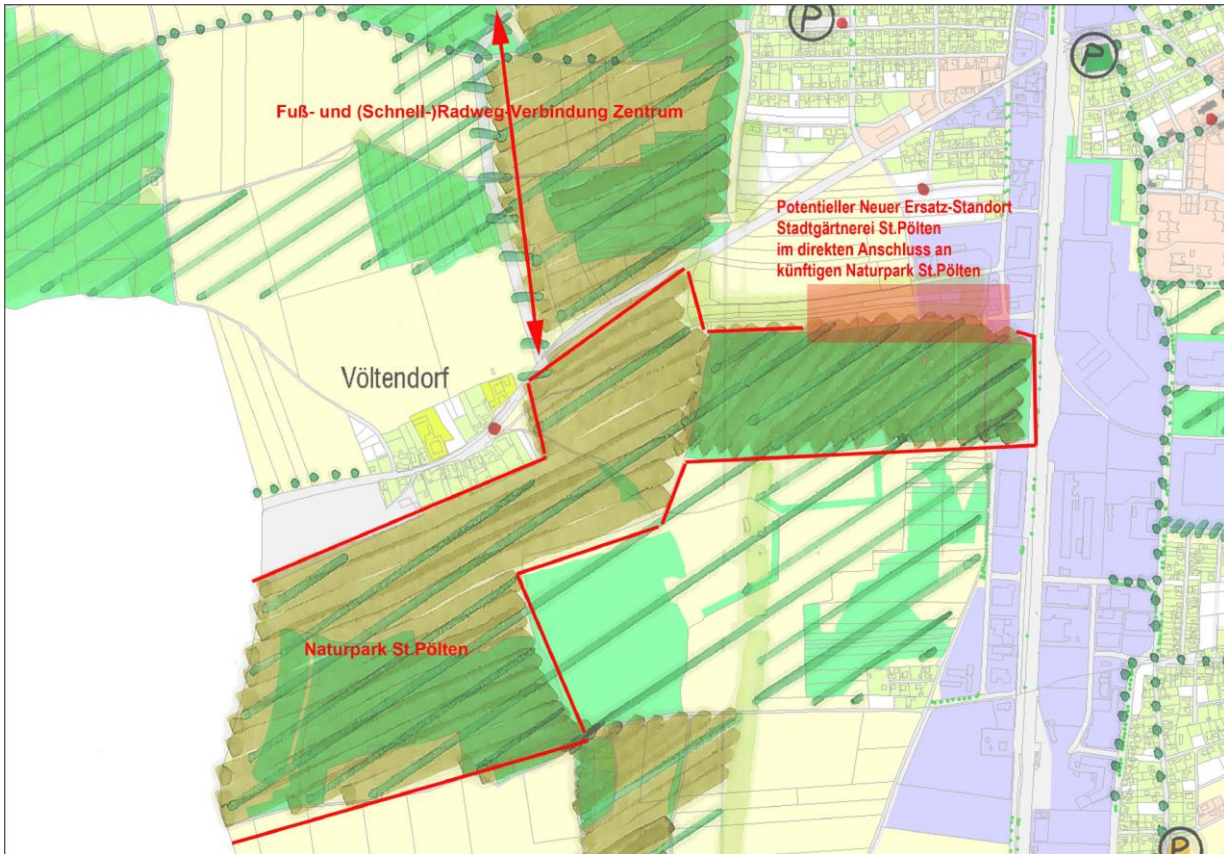 P
P
Fuß- und (Schnell-)Radweg-Verbindung Zentrum
Potentieller Neuer Ersatz-Standort
Stadtgärtnerei St.Pölten
im direkten Anschluss an
künftigen Naturpark St.Pölten
Völtendorf
Naturpark St.Pölten
P